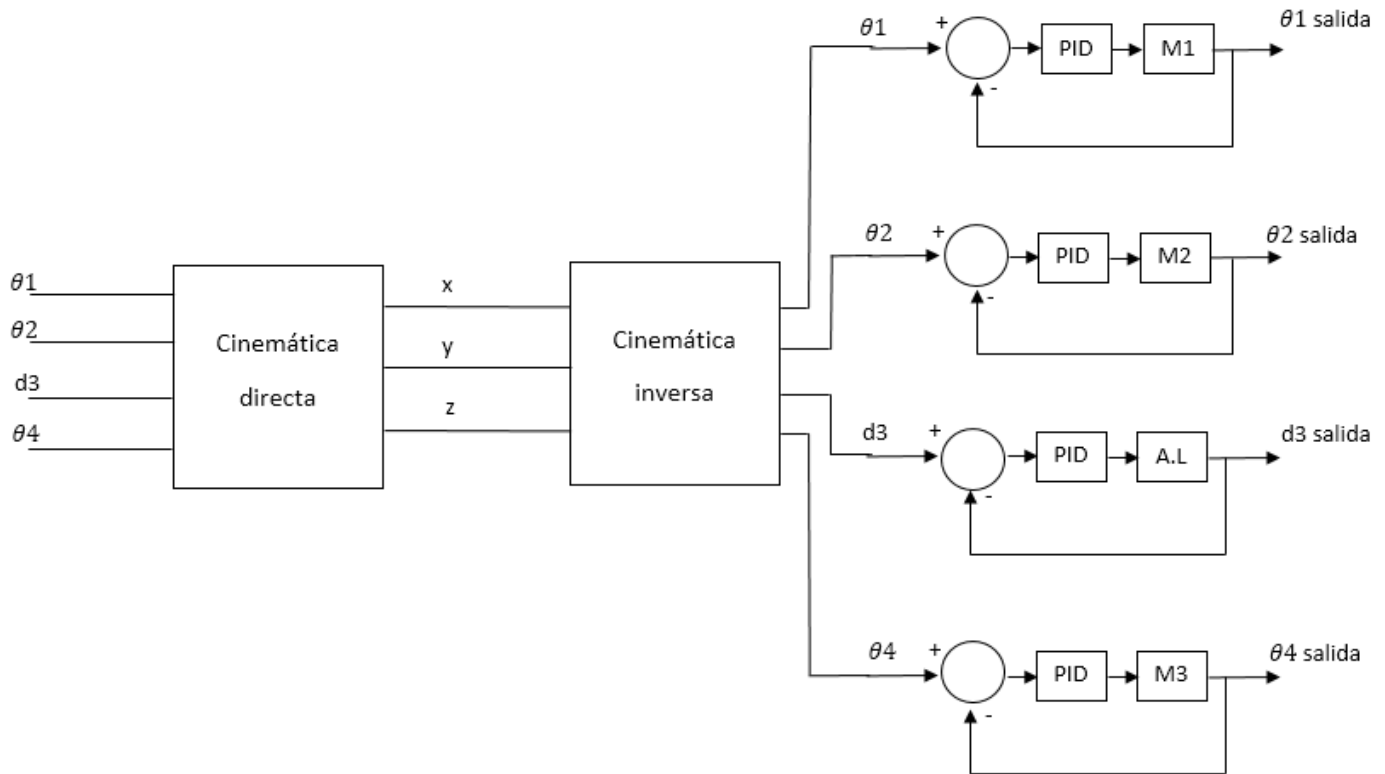 θ1
θ2
d3
θ4
Cinemática
directa
x
y
z
Cinemática
inversa
θ1
+
-
PID
M1
θ1 salida
θ2
+
-
PID
M2
θ2 salida
d3
+
-
PID
A.L
d3 salida
θ4
+
-
PID
M3
θ4 salida